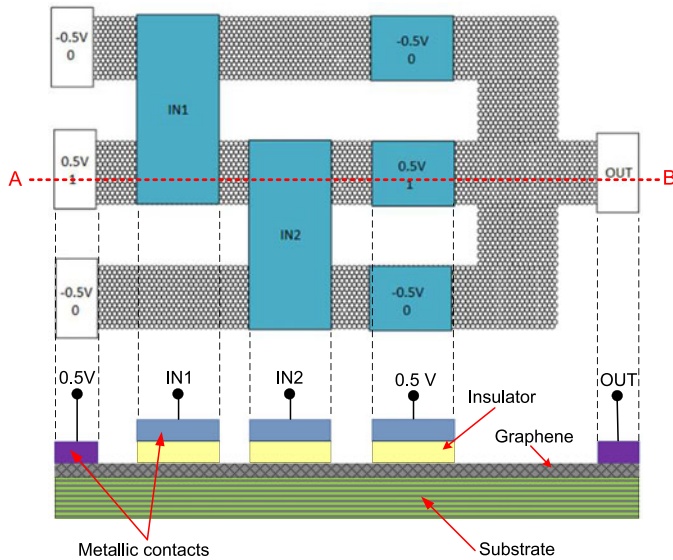 -0.5V
0
IN1
-0.5V
0
A
0.5V
1
0.5V
1
OUT
B
IN2
-0.5V
0
-0.5V
0
0.5V
IN1
IN2
0.5 V
OUT
Insulator
Graphene
Metallic contacts
Substrate